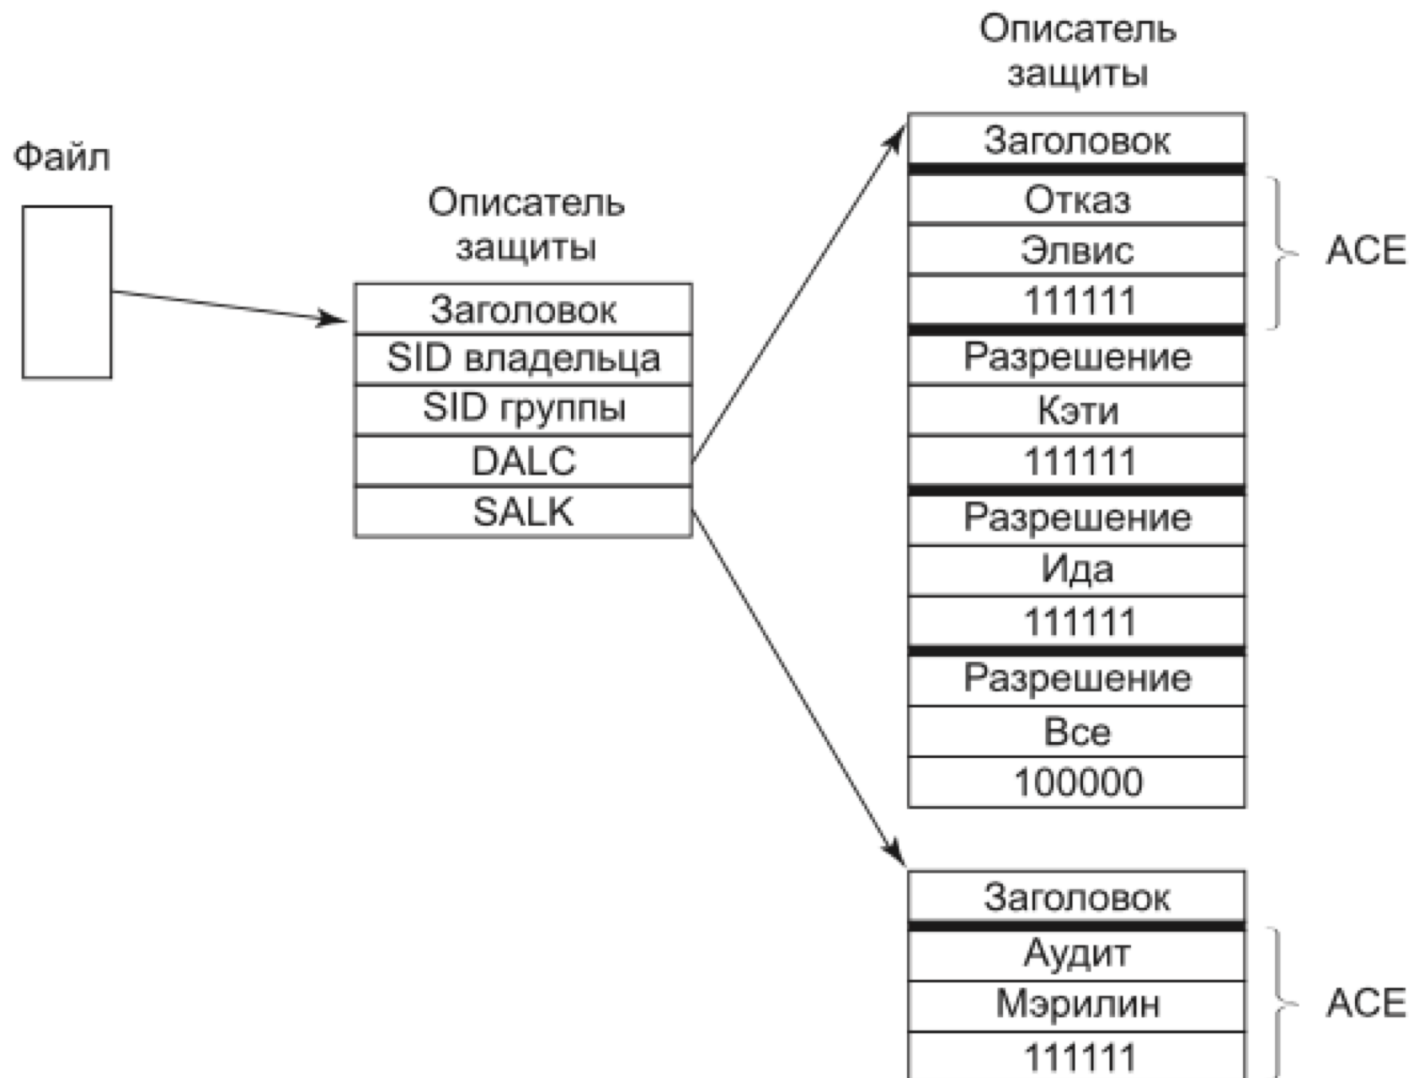 Файл
Описатель
защиты
Заголовок
SID владельца
SID группы
DALC
SALK
Описатель
защиты
Заголовок
Отказ
Элвис
111111
ACE
Разрешение
Кэти
111111
Разрешение
Ида
111111
Разрешение
Все
100000
Заголовок
Аудит
Мэрилин
111111
ACE